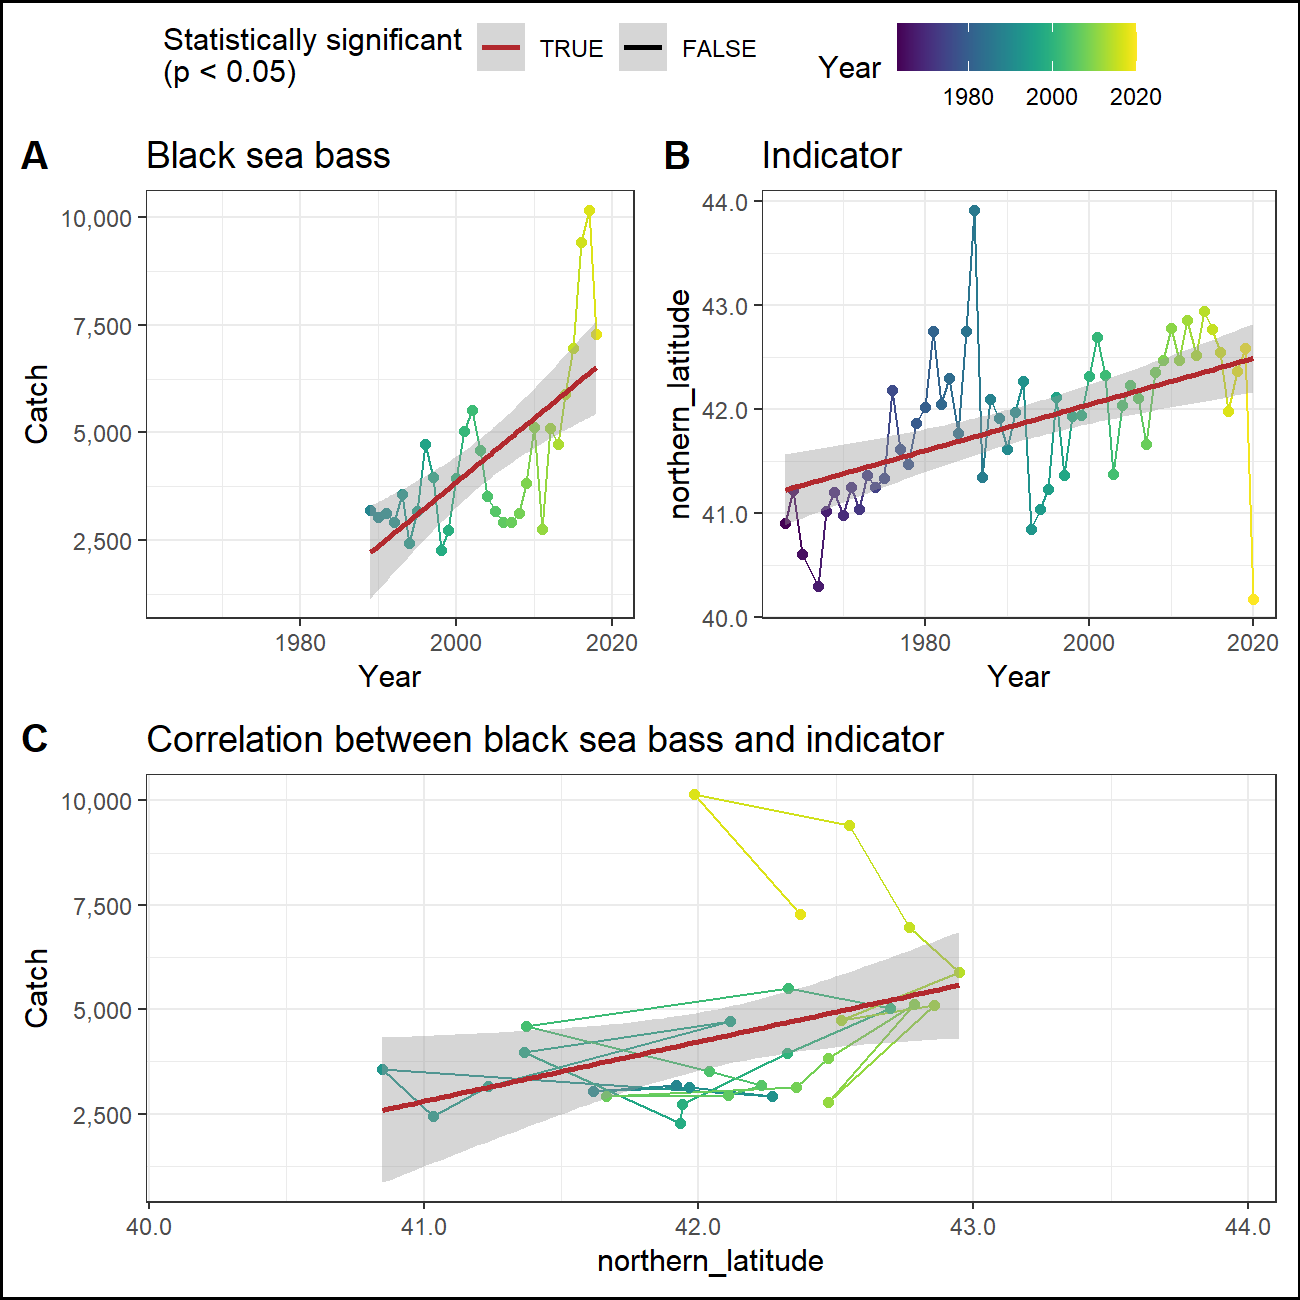 Statistically significant
(p < 0.05)
TRUE
FALSE
Year
1980
2000
2020
A
Black sea bass
Catch
10,000
7,500
5,000
2,500
1980
2000
2020
Year
B
Indicator
northern_latitude
44.0
43.0
42.0
41.0
40.0
1980
2000
2020
Year
C
Correlation between black sea bass and indicator
Catch
10,000
7,500
5,000
2,500
40.0
41.0
42.0
43.0
44.0
northern_latitude